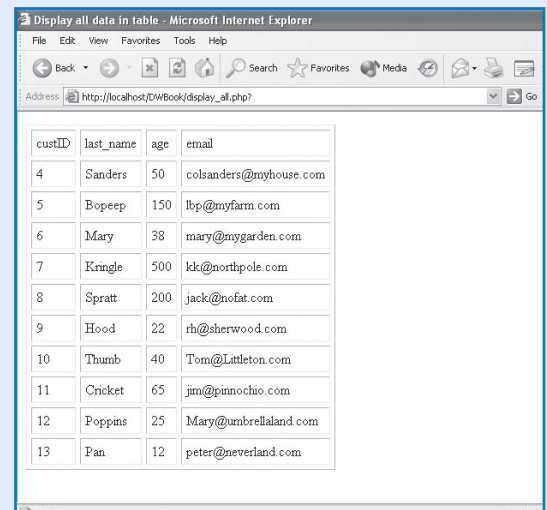 Display all data in table - Microsoft Internet Explorer
File Edit View Favorites Tools Help
Back Search Favorites Media
Address http://localhost/DWBook/display_all.php? Go
custID last_name age email
4 Sanders 50 colsanders@myhouse.com
5 Bopeep 150 lbp@myfarm.com
6 Mary 38 mary@mygarden.com
7 Kringle 500 kk@northpole.com
8 Spratt 200 jack@nofat.com
9 Hood 22 rh@sherwood.com
10 Thumb 40 Tom@Littleton.com
11 Cricket 65 jim@pinnochio.com
12 Poppins 25 Mary@umbrellaland.com
13 Pan 12 peter@neverland.com